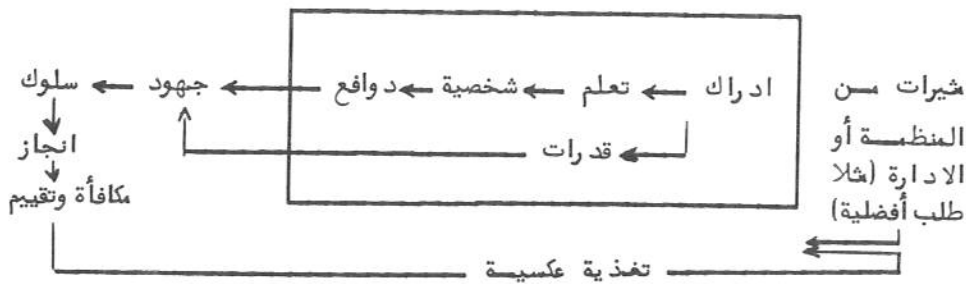 مثيرات من
المنظمة أو
الادارة (مثلا
طلب أفضلية)
ادراك
تعلم
شخصية
دوافع
جهود
سلوك
قدرات
انجاز
مكافأة وتقييم
تغذية عكسية